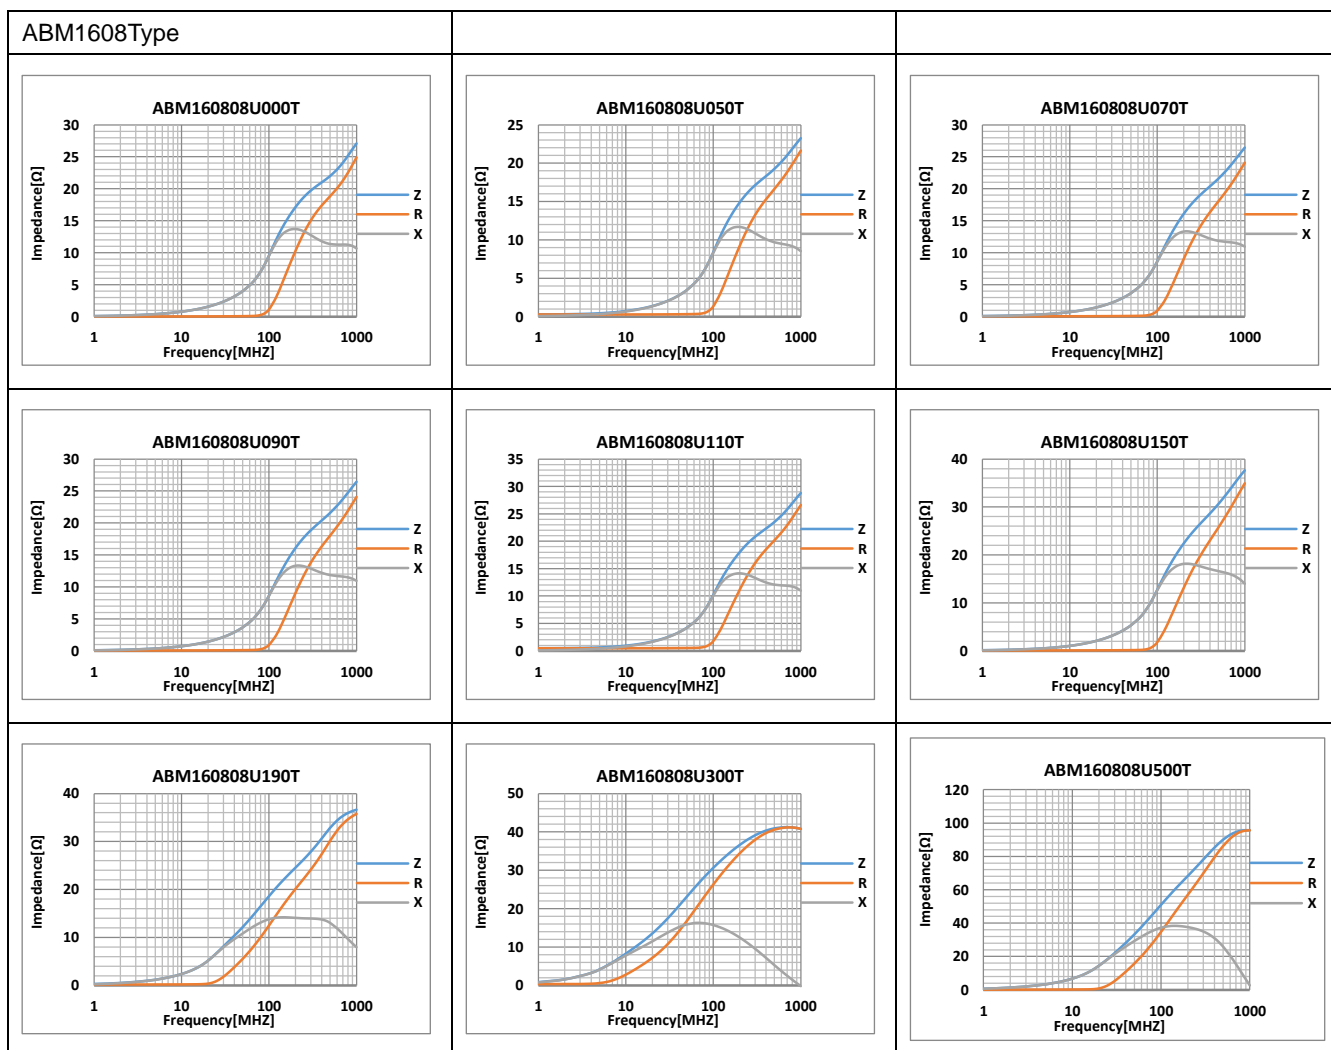 ABM1608Type
ABM160808U000T
30
25
20
15
10
5
0
Impedance[Ω]
1 10 100 1000
Frequency[MHZ]
Z
R
X
ABM160808U050T
25
20
15
10
5
0
Impedance[Ω]
1 10 100 1000
Frequency[MHZ]
Z
R
X
ABM160808U070T
30
25
20
15
10
5
0
Impedance[Ω]
1 10 100 1000
Frequency[MHZ]
Z
R
X
ABM160808U090T
30
25
20
15
10
5
0
Impedance[Ω]
1 10 100 1000
Frequency[MHZ]
Z
R
X
ABM160808U110T
35
30
25
20
15
10
5
0
Impedance[Ω]
1 10 100 1000
Frequency[MHZ]
Z
R
X
ABM160808U150T
40
30
20
10
0
Impedance[Ω]
1 10 100 1000
Frequency[MHZ]
Z
R
X
ABM160808U190T
40
30
20
10
0
Impedance[Ω]
1 10 100 1000
Frequency[MHZ]
Z
R
X
ABM160808U300T
50
40
30
20
10
0
Impedance[Ω]
1 10 100 1000
Frequency[MHZ]
Z
R
X
ABM160808U500T
120
100
80
60
40
20
0
Impedance[Ω]
1 10 100 1000
Frequency[MHZ]
Z
R
X